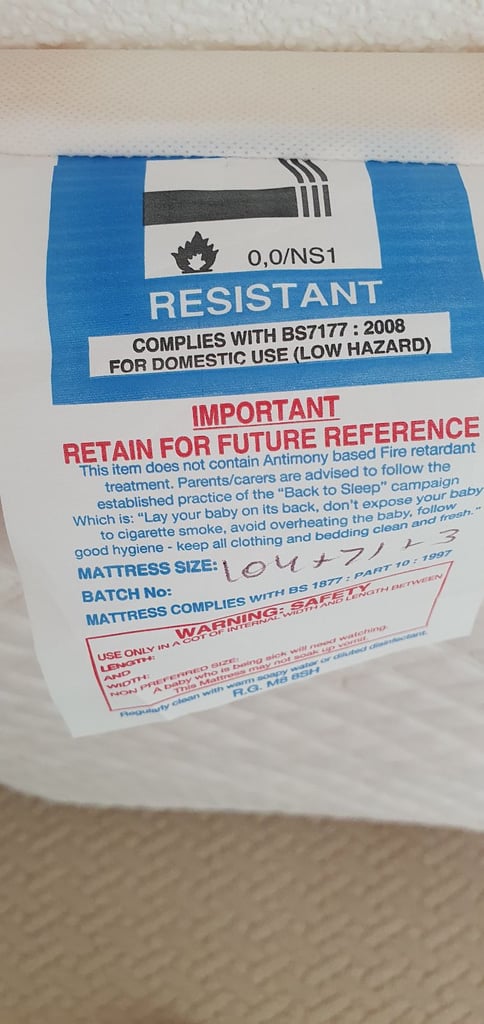 0,0/NS1
RESISTANT
COMPLIES WITH BS7177 : 2008
FOR DOMESTIC USE (LOW HAZARD)
IMPORTANT
RETAIN FOR FUTURE REFERENCE
This item does not contain Antimony based Fire retardant
treatment. Parents/carers are advised to follow the
established practice of the “Back to Sleep” campaign
Which is: “Lay your baby on its back, don't expose your baby
to cigarette smoke, avoid overheating the baby, follow
good hygiene - keep all clothing and bedding clean and fresh.”
MATTRESS SIZE: 104 + 71 + 3
BATCH No:
MATTRESS COMPLIES WITH BS 1877 : PART 10 : 1997
WARNING: SAFETY
USE ONLY IN A COT OF INTERNAL WIDTH AND LENGTH BETWEEN
LENGTH:
AND
WIDTH:
NON PREFERRED SIZE:
A baby who is being sick will need watching.
This Mattress may not soak up vomit.
Regularly clean with warm soapy water or diluted disinfectant.
R.G. M8 8SH